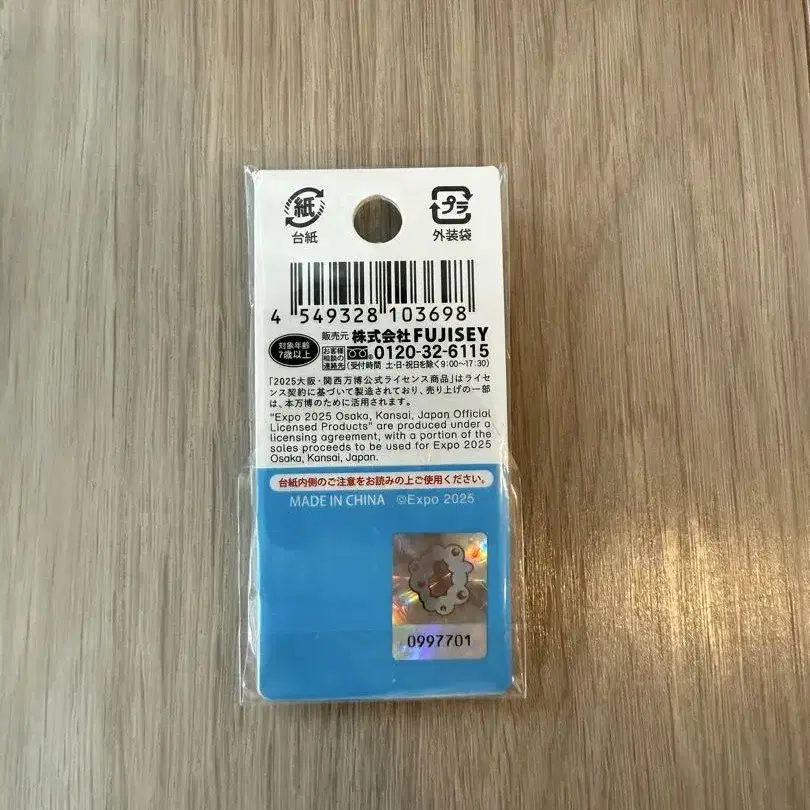 紙
台紙
プラ
外装袋
4 549328 103698
対象年齢
7歳以上
販売元 株式会社FUJISEY
お客様
相談の
連絡先
0120-32-6115
(受付時間 土・日・祝日を除く9:00〜17:30)
「2025大阪・関西万博公式ライセンス商品」はライセ
ンス契約に基づいて製造されており、売り上げの一部
は、本万博のために活用されます。
"Expo 2025 Osaka, Kansai, Japan Official
Licensed Products" are produced under a
licensing agreement, with a portion of the
sales proceeds to be used for Expo 2025
Osaka, Kansai, Japan.
台紙内側のご注意をお読みの上ご使用ください。
MADE IN CHINA ©Expo 2025
0997701